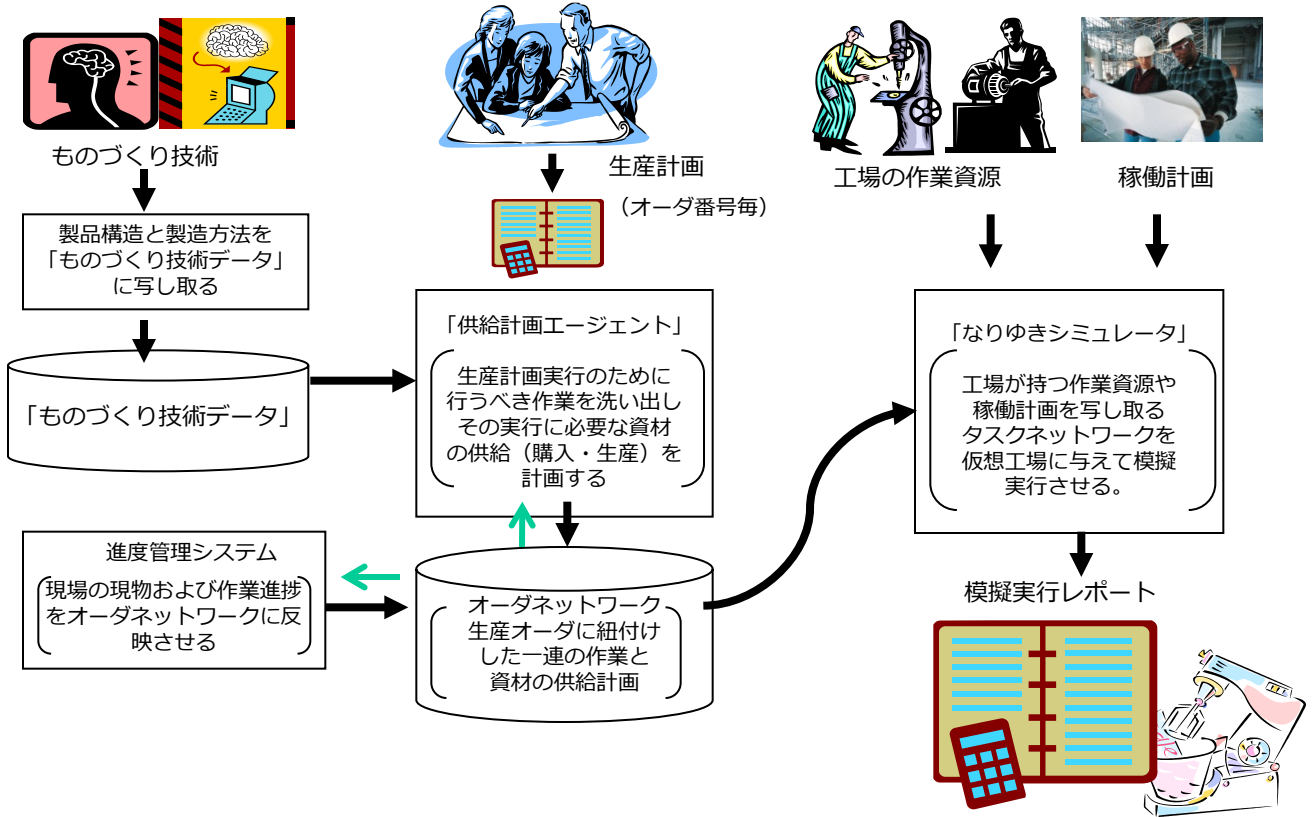 ものづくり技術
製品構造と製造方法を
「ものづくり技術データ」
に写し取る
「ものづくり技術データ」
進度管理システム
現場の現物および作業進捗
をオーダネットワークに反
映させる
生産計画
（オーダ番号毎）
「供給計画エージェント」
生産計画実行のために
行うべき作業を洗い出し
その実行に必要な資材
の供給（購入・生産）を
計画する
オーダネットワーク
生産オーダに紐付け
した一連の作業と
資材の供給計画
工場の作業資源
稼働計画
「なりゆきシミュレータ」
工場が持つ作業資源や
稼働計画を写し取る
タスクネットワークを
仮想工場に与えて模擬
実行させる。
模擬実行レポート